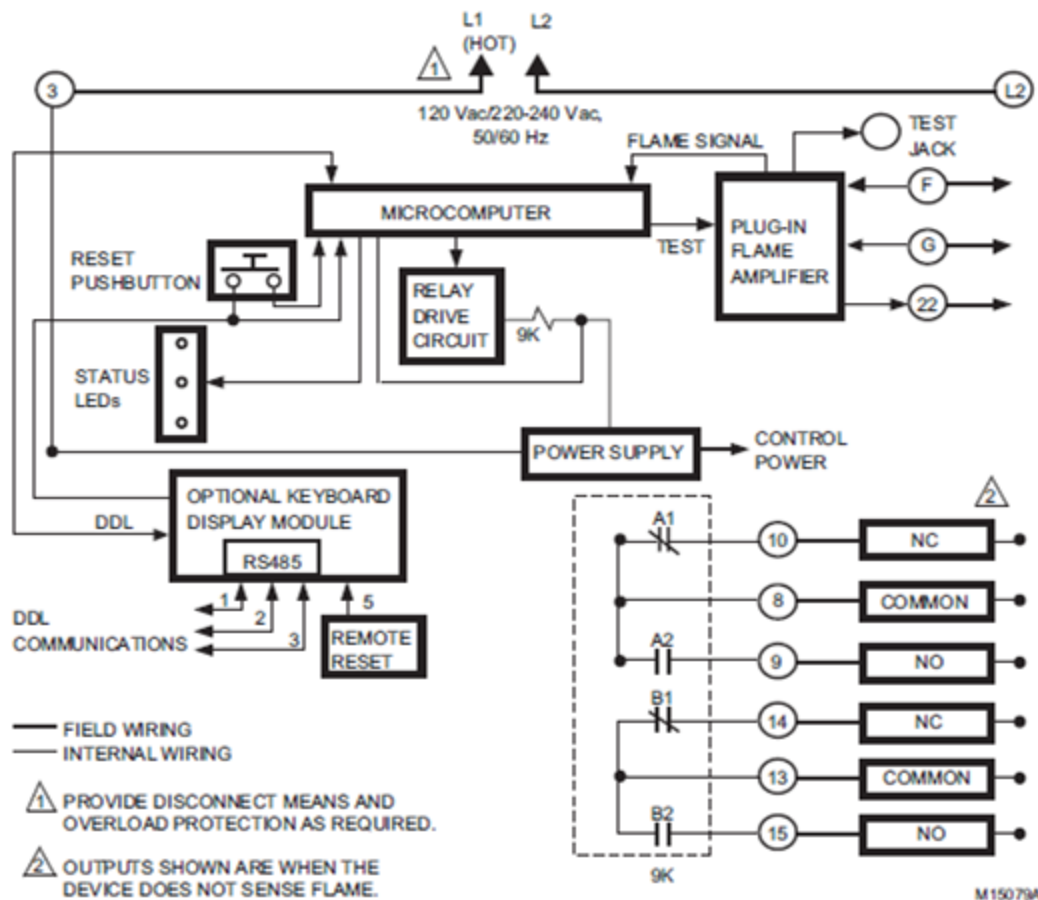 L1
(HOT)
L2
1
3
L2
120 Vac/220-240 Vac,
50/60 Hz
FLAME SIGNAL
TEST
JACK
F
MICROCOMPUTER
TEST
PLUG-IN
FLAME
AMPLIFIER
G
22
RESET
PUSHBUTTON
RELAY
DRIVE
CIRCUIT
9K
STATUS
LEDs
POWER SUPPLY
CONTROL
POWER
OPTIONAL KEYBOARD
DISPLAY MODULE
DDL
RS485
1
2
3
5
DDL
COMMUNICATIONS
REMOTE
RESET
2
A1
10
NC
8
COMMON
A2
9
NO
B1
14
NC
13
COMMON
B2
15
NO
9K
FIELD WIRING
INTERNAL WIRING
1 PROVIDE DISCONNECT MEANS AND
OVERLOAD PROTECTION AS REQUIRED.
2 OUTPUTS SHOWN ARE WHEN THE
DEVICE DOES NOT SENSE FLAME.
M15079A